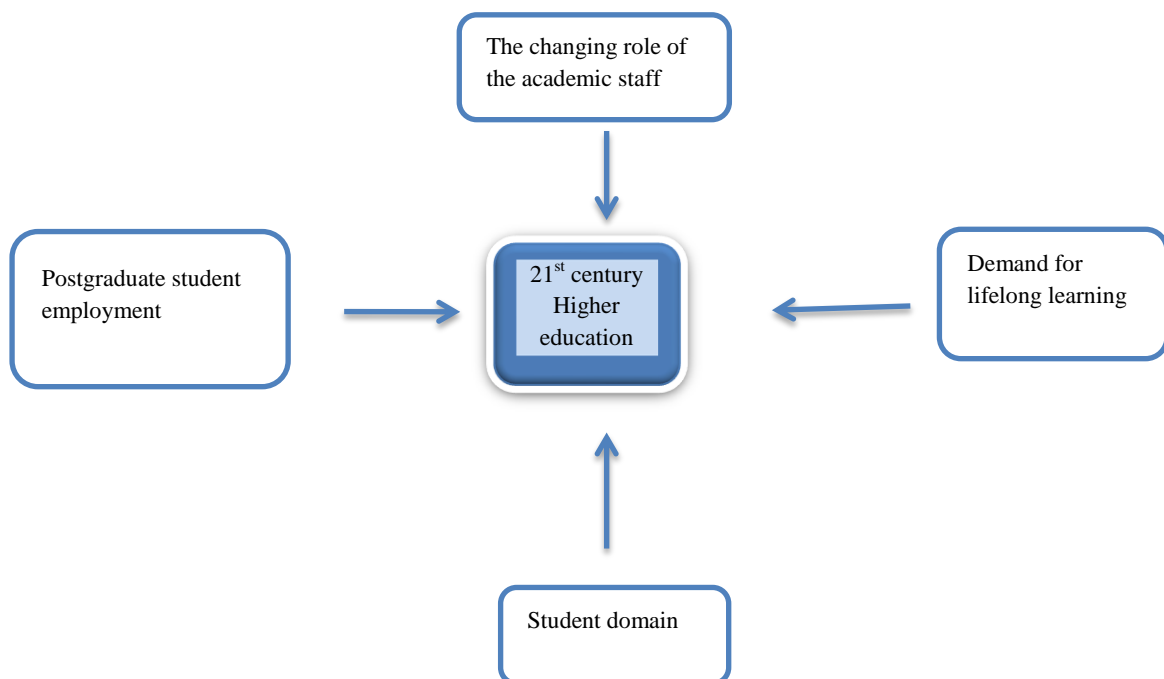 The changing role of
the academic staff
Postgraduate student
employment
21st century
Higher
education
Demand for
lifelong learning
Student domain